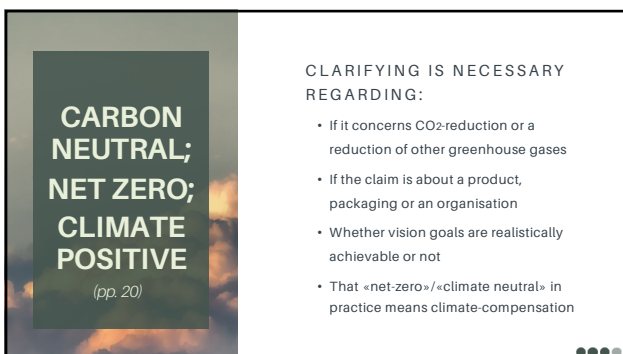 CARBON
NEUTRAL;
NET ZERO;
CLIMATE
POSITIVE
(pp. 20)
CLARIFYING IS NECESSARY
REGARDING:
• If it concerns CO2-reduction or a
reduction of other greenhouse gases
• If the claim is about a product,
packaging or an organisation
• Whether vision goals are realistically
achievable or not
• That «net-zero»/«climate neutral» in
practice means climate-compensation